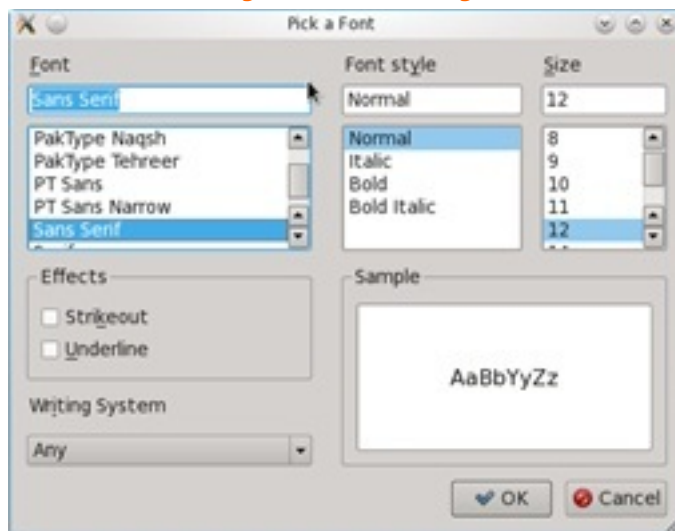 Pick a Font
Font
Font style
Size
Sans Serif
Normal
12
PakType Naqsh
PakType Tehreer
PT Sans
PT Sans Narrow
Sans Serif
Normal
Italic
Bold
Bold Italic
8
9
10
11
12
Effects
Strikeout
Underline
Sample
AaBbYyZz
Writing System
Any
OK
Cancel